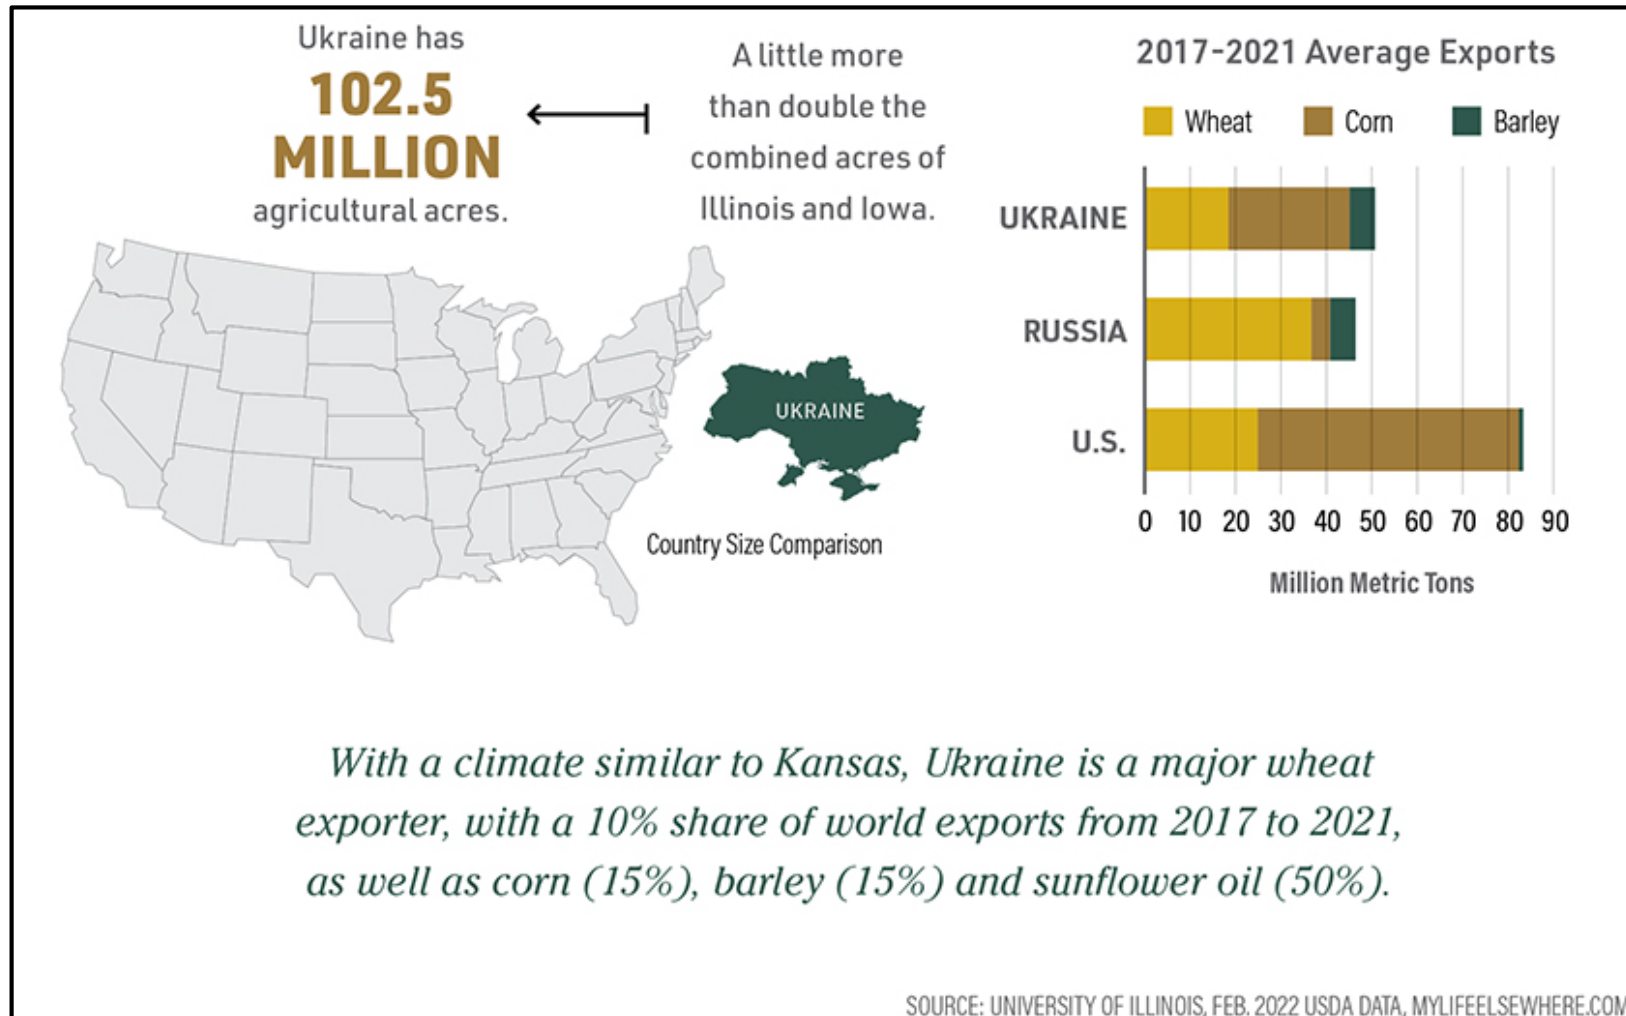 Ukraine has
102.5
MILLION
agricultural acres.
A little more
than double the
combined acres of
Illinois and Iowa.
UKRAINE
Country Size Comparison
2017-2021 Average Exports
Wheat
Corn
Barley
UKRAINE
RUSSIA
U.S.
0 10 20 30 40 50 60 70 80 90
Million Metric Tons
With a climate similar to Kansas, Ukraine is a major wheat
exporter, with a 10% share of world exports from 2017 to 2021,
as well as corn (15%), barley (15%) and sunflower oil (50%).
SOURCE: UNIVERSITY OF ILLINOIS, FEB. 2022 USDA DATA, MYLIFEELSEWHERE.COM